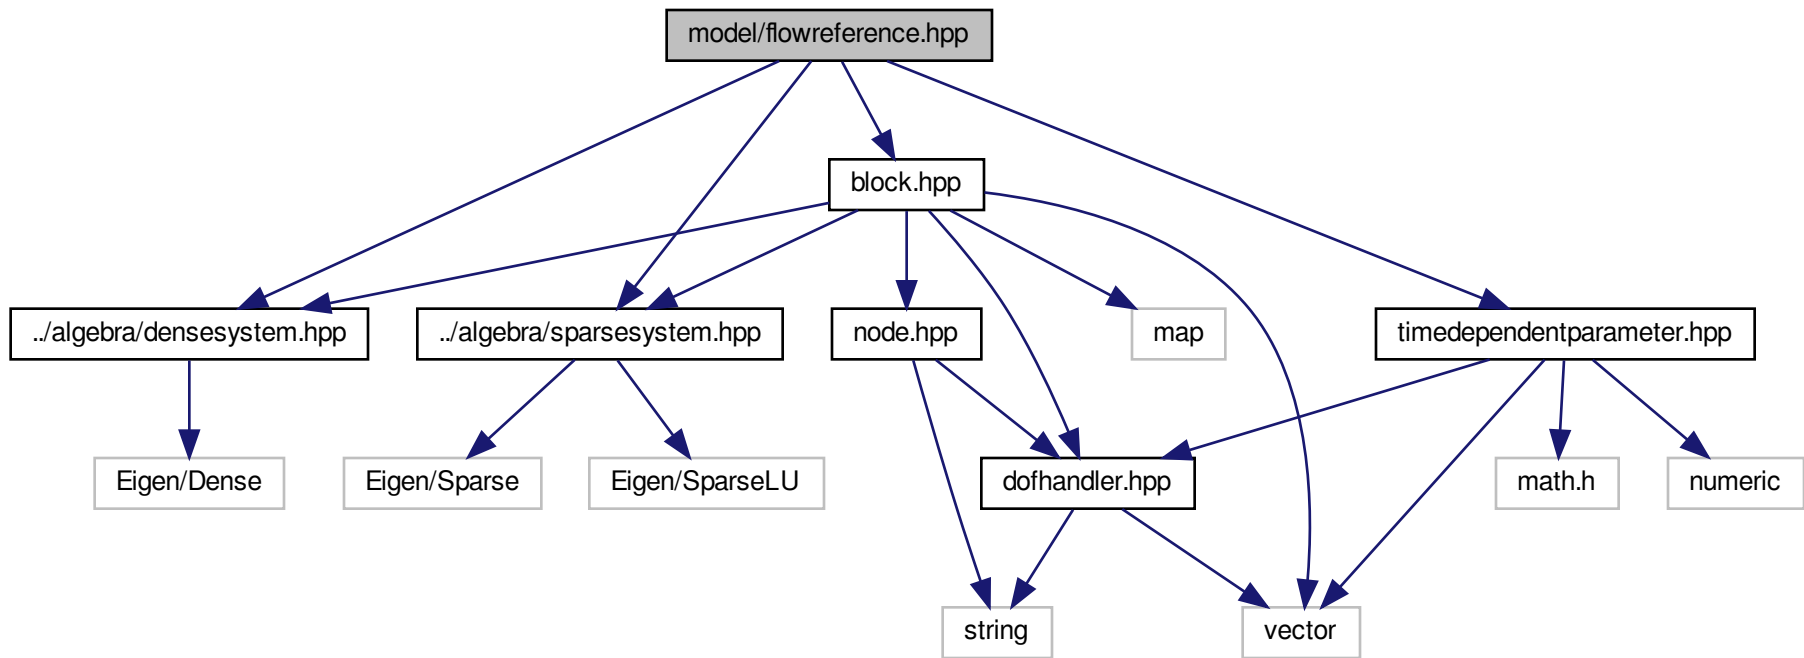 model/flowreference.hpp
block.hpp
../algebra/densesystem.hpp
../algebra/sparsesystem.hpp
node.hpp
map
timedependentparameter.hpp
Eigen/Dense
Eigen/Sparse
Eigen/SparseLU
dofhandler.hpp
math.h
numeric
string
vector